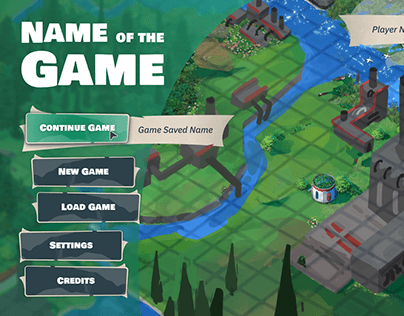 NAME OF THE
GAME
Player N
CONTINUE GAME
Game Saved Name
NEW GAME
LOAD GAME
SETTINGS
CREDITS